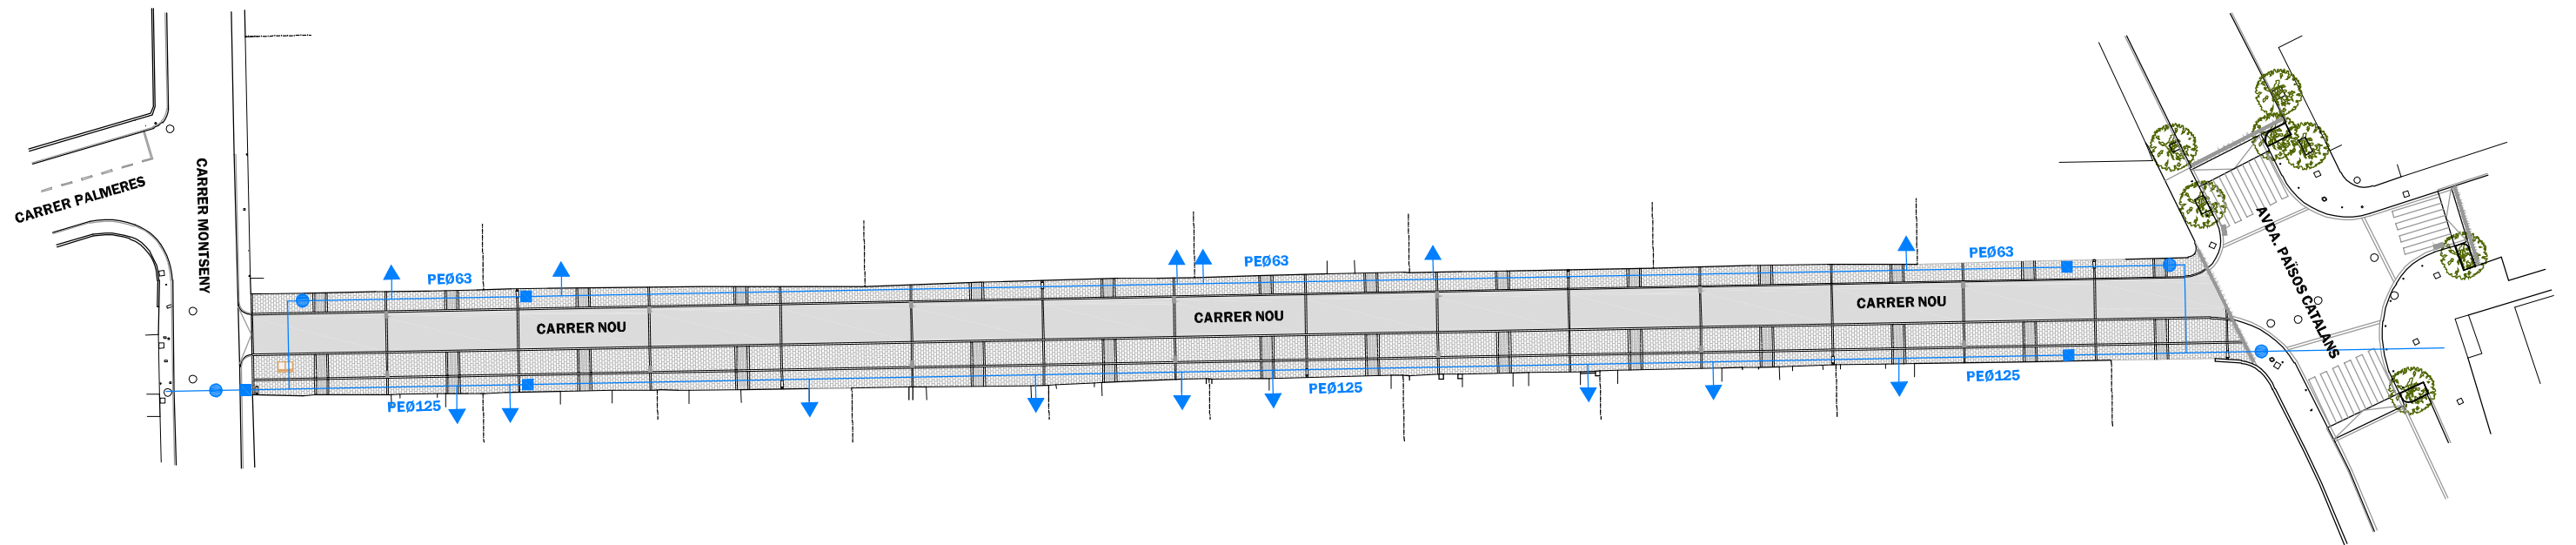 CARRER PALMERES
CARRER MONTSENY
PEØ63
PEØ63
PEØ63
CARRER NOU
CARRER NOU
CARRER NOU
PEØ125
PEØ125
PEØ125
AVDA. PAÏSOS CATALANS